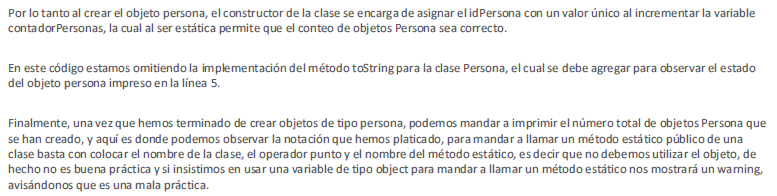 Por lo tanto al crear el objeto persona, el constructor de la clase se encarga de asignar el idPersona con un valor único al incrementar la variable
contadorPersonas, la cual al ser estática permite que el conteo de objetos Persona sea correcto.
En este código estamos omitiendo la implementación del método toString para la clase Persona, el cual se debe agregar para observar el estado
del objeto persona impreso en la línea 5.
Finalmente, una vez que hemos terminado de crear objetos de tipo persona, podemos mandar a imprimir el número total de objetos Persona que
se han creado, y aquí es donde podemos observar la notación que hemos platicado, para mandar a llamar un método estático público de una
clase basta con colocar el nombre de la clase, el operador punto y el nombre del método estático, es decir que no debemos utilizar el objeto, de
hecho no es buena práctica y si insistimos en usar una variable de tipo object para mandar a llamar un método estático nos mostrará un warning,
avisándonos que es una mala práctica.